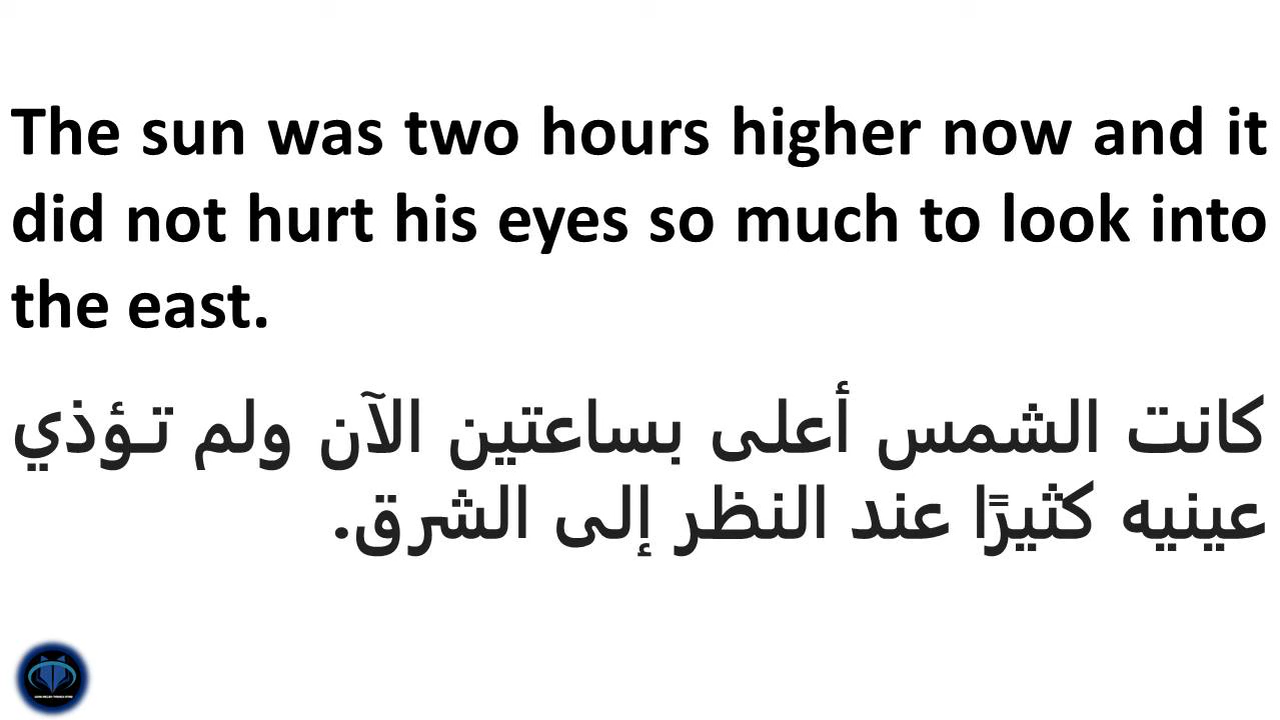 The sun was two hours higher now and it
did not hurt his eyes so much to look into
the east.
كانت الشمس أعلى بساعتين الآن ولم تـؤذي
عينيه كثيرًا عند النظر إلى الشرق.